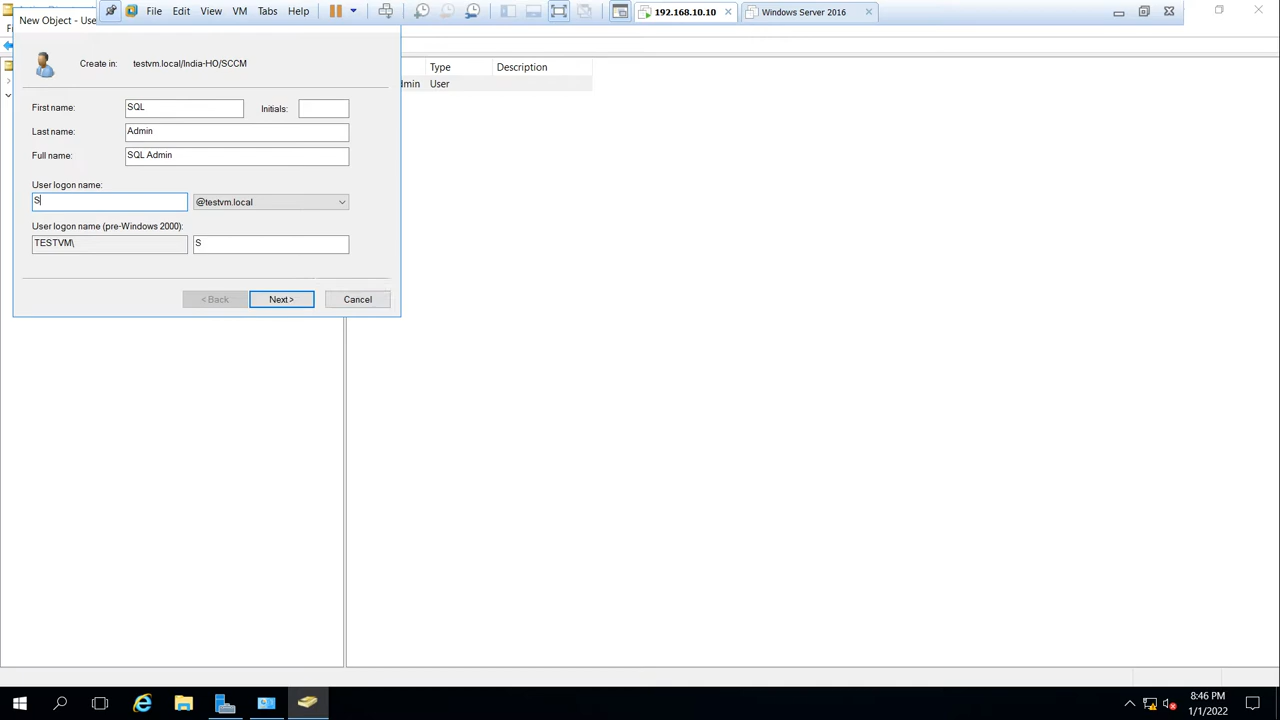 New Object - Use
File Edit View VM Tabs Help
192.168.10.10
Windows Server 2016
Create in: testvm.local/India-HO/SCCM
First name: SQL Initials:
Last name: Admin
Full name: SQL Admin
User logon name:
S @testvm.local
User logon name (pre-Windows 2000):
TESTVM\ S
< Back Next > Cancel
Type Description
dmin User
8:46 PM
1/1/2022